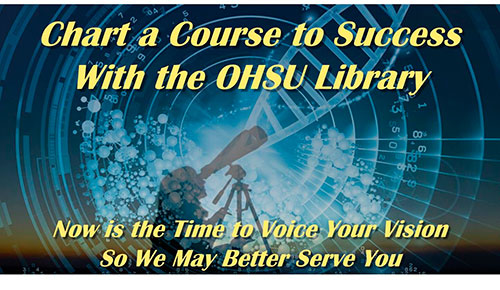 Chart a Course to Success
With the OHSU Library
Now is the Time to Voice Your Vision
So We May Better Serve You